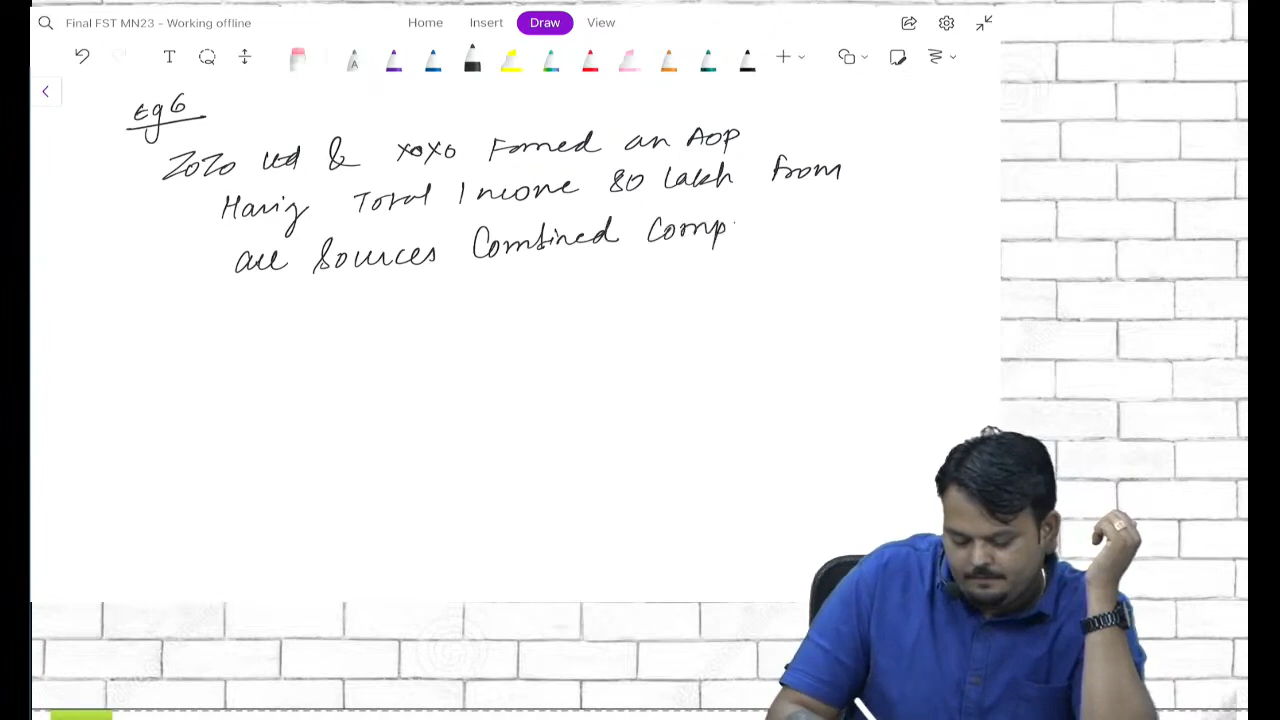 Final FST MN23 - Working offline
Home
Insert
Draw
View
T
A
Eg 6
ZOZO Ltd & XOXO Formed an AOP
Having Total Income 80 Lakh From
all Sources Combined Comp